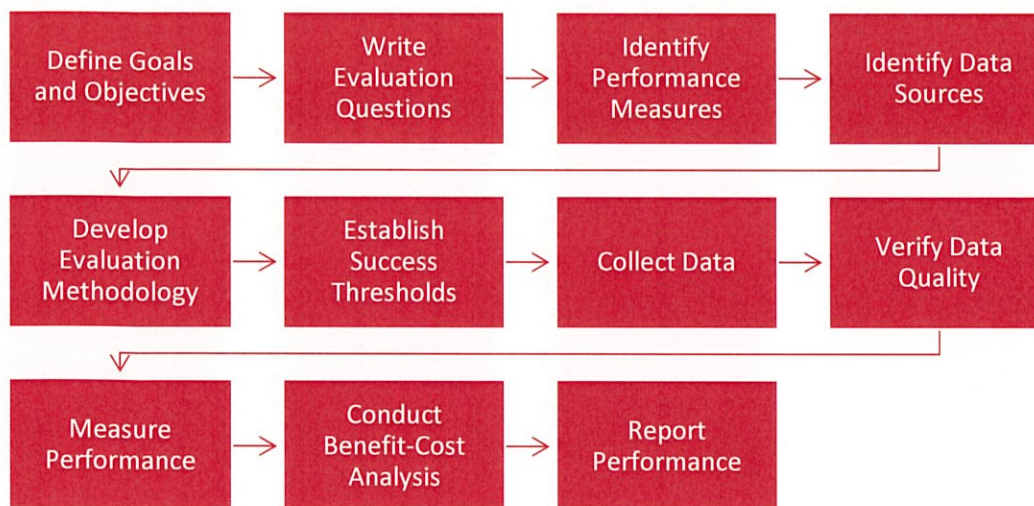 Define Goals
and Objectives
Write
Evaluation
Questions
Identify
Performance
Measures
Identify Data
Sources
Develop
Evaluation
Methodology
Establish
Success
Thresholds
Collect Data
Verify Data
Quality
Measure
Performance
Conduct
Benefit-Cost
Analysis
Report
Performance